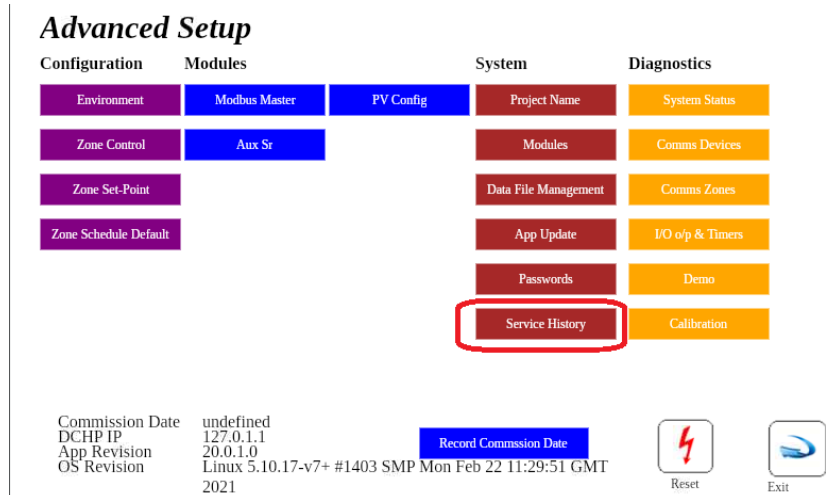 Advanced Setup
Configuration Modules System Diagnostics
Environment Modbus Master PV Config Project Name System Status
Zone Control Aux Sr Modules Comms Devices
Zone Set-Point Data File Management Comms Zones
Zone Schedule Default App Update I/O o/p & Timers
Passwords Demo
Service History Calibration
Commission Date undefined
DCHP IP 127.0.1.1
App Revision 20.0.1.0
Record Commssion Date
OS Revision Linux 5.10.17-v7+ #1403 SMP Mon Feb 22 11:29:51 GMT
2021
Reset Exit